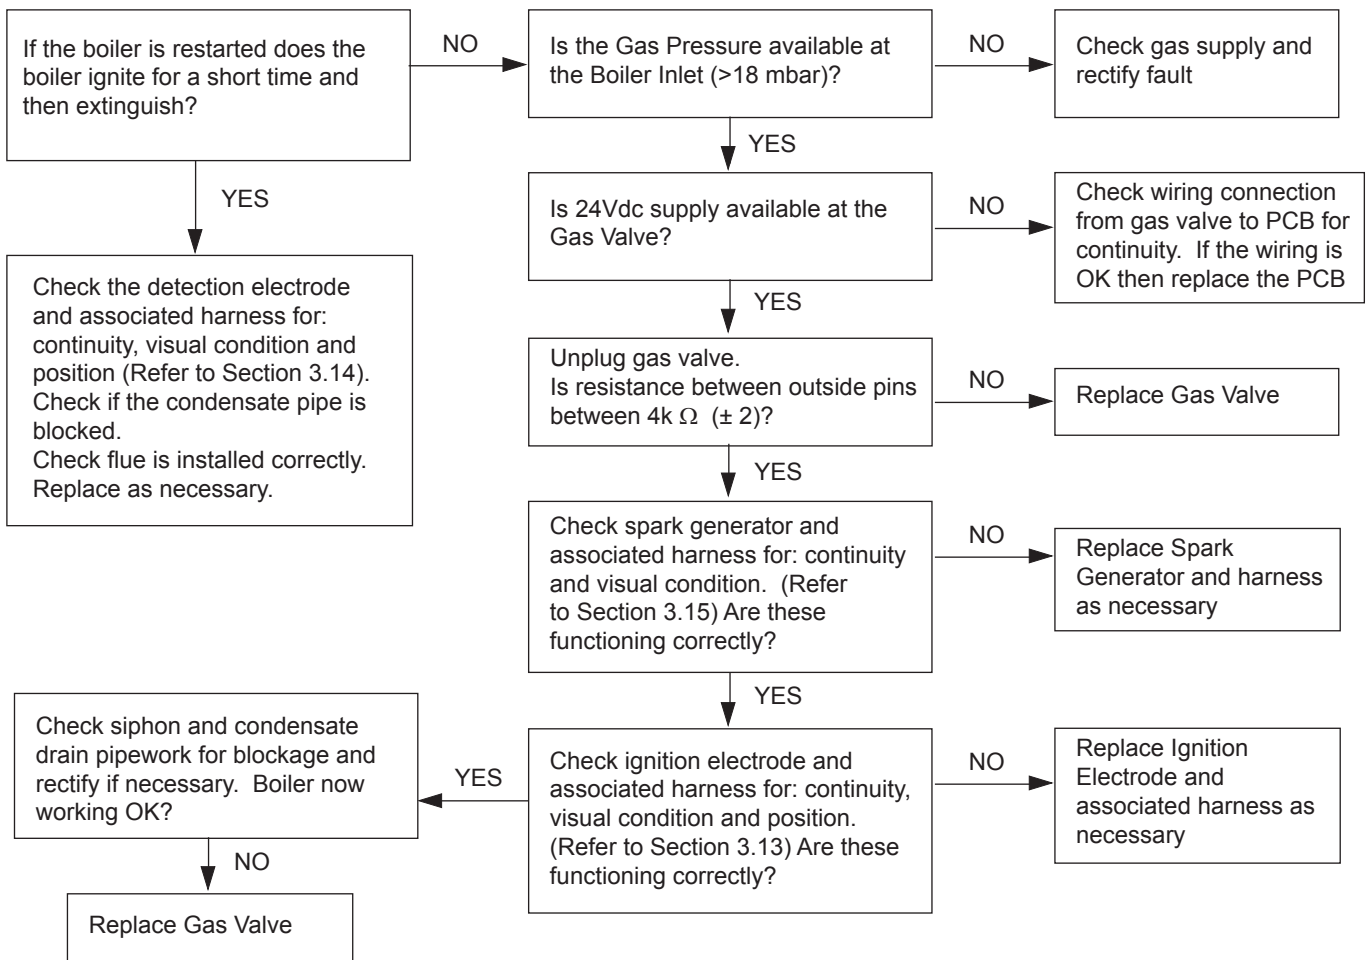 If the boiler is restarted does the
boiler ignite for a short time and
then extinguish?
NO
Is the Gas Pressure available at
the Boiler Inlet (>18 mbar)?
NO
Check gas supply and
rectify fault
YES
YES
Check the detection electrode
and associated harness for:
continuity, visual condition and
position (Refer to Section 3.14).
Check if the condensate pipe is
blocked.
Check flue is installed correctly.
Replace as necessary.
Is 24Vdc supply available at the
Gas Valve?
NO
Check wiring connection
from gas valve to PCB for
continuity.  If the wiring is
OK then replace the PCB
YES
Unplug gas valve.
Is resistance between outside pins
between 4k Ω  (± 2)?
NO
Replace Gas Valve
YES
Check spark generator and
associated harness for: continuity
and visual condition.  (Refer
to Section 3.15) Are these
functioning correctly?
NO
Replace Spark
Generator and harness
as necessary
YES
Check ignition electrode and
associated harness for: continuity,
visual condition and position.
(Refer to Section 3.13) Are these
functioning correctly?
NO
Replace Ignition
Electrode and
associated harness as
necessary
YES
Check siphon and condensate
drain pipework for blockage and
rectify if necessary.  Boiler now
working OK?
NO
Replace Gas Valve